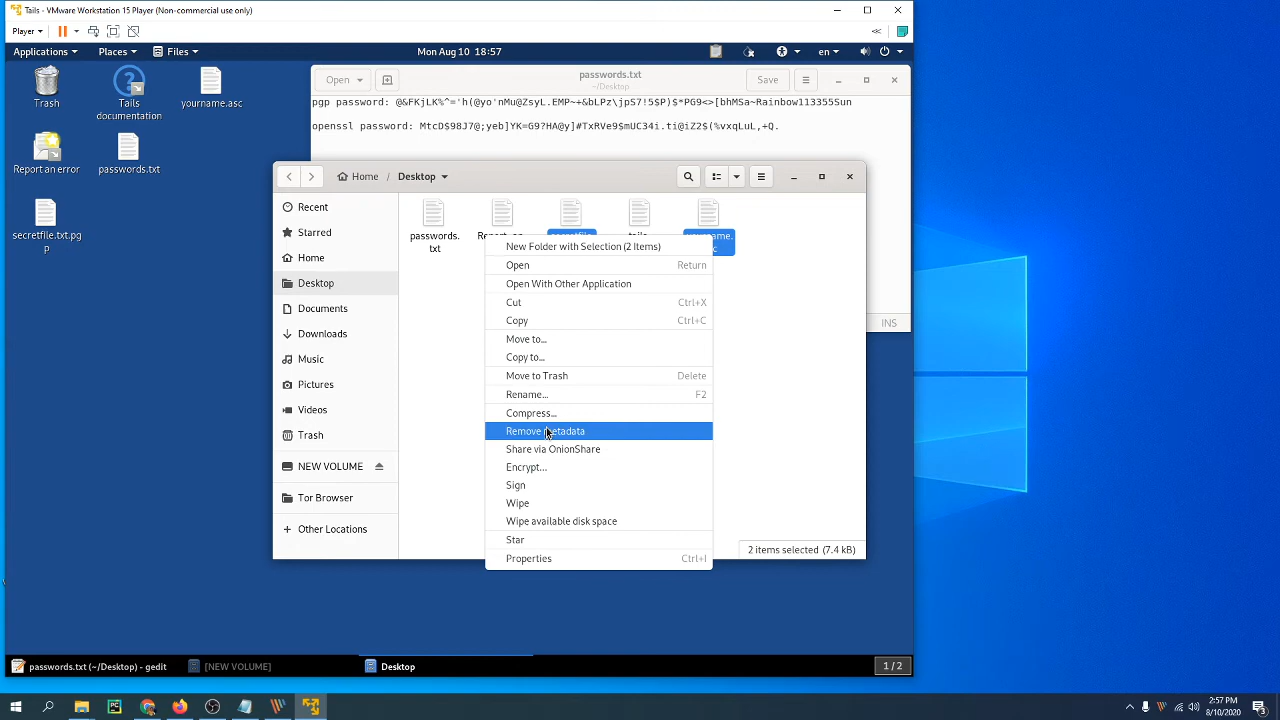 Tails - VMware Workstation 15 Player (Non-commercial use only)
Player
Applications Places Files Mon Aug 10 18:57 en
Trash
Tails documentation
yourname.asc
Report an error
passwords.txt
secretfile.txt.pgp
Open
passwords.txt
~/Desktop
Save
pgp password: @&FKjLK%^='h(@yo'nMu@ZsyL.EMP~+&bLPz\jpS7!5$P)$*PG9<>[bhMSa~Rainbow113355Sun
openssl password: MtcD$98J7@;yeb]YK=G9?HA@y]#TxRVe9$mUC34i.ti@iZ2$(%vxqLuL,+Q.
INS
Home / Desktop
Recent
Starred
Home
Desktop
Documents
Downloads
Music
Pictures
Videos
Trash
NEW VOLUME
Tor Browser
+ Other Locations
passwords.
txt
New Folder with Selection (2 Items)
Open Return
Open With Other Application
Cut Ctrl+X
Copy Ctrl+C
Move to...
Copy to...
Move to Trash Delete
Rename... F2
Compress...
Remove metadata
Share via OnionShare
Encrypt...
Sign
Wipe
Wipe available disk space
Star
Properties Ctrl+I
2 items selected (7.4 kB)
passwords.txt (~/Desktop) - gedit
[NEW VOLUME]
Desktop
1 / 2
2:57 PM
8/10/2020